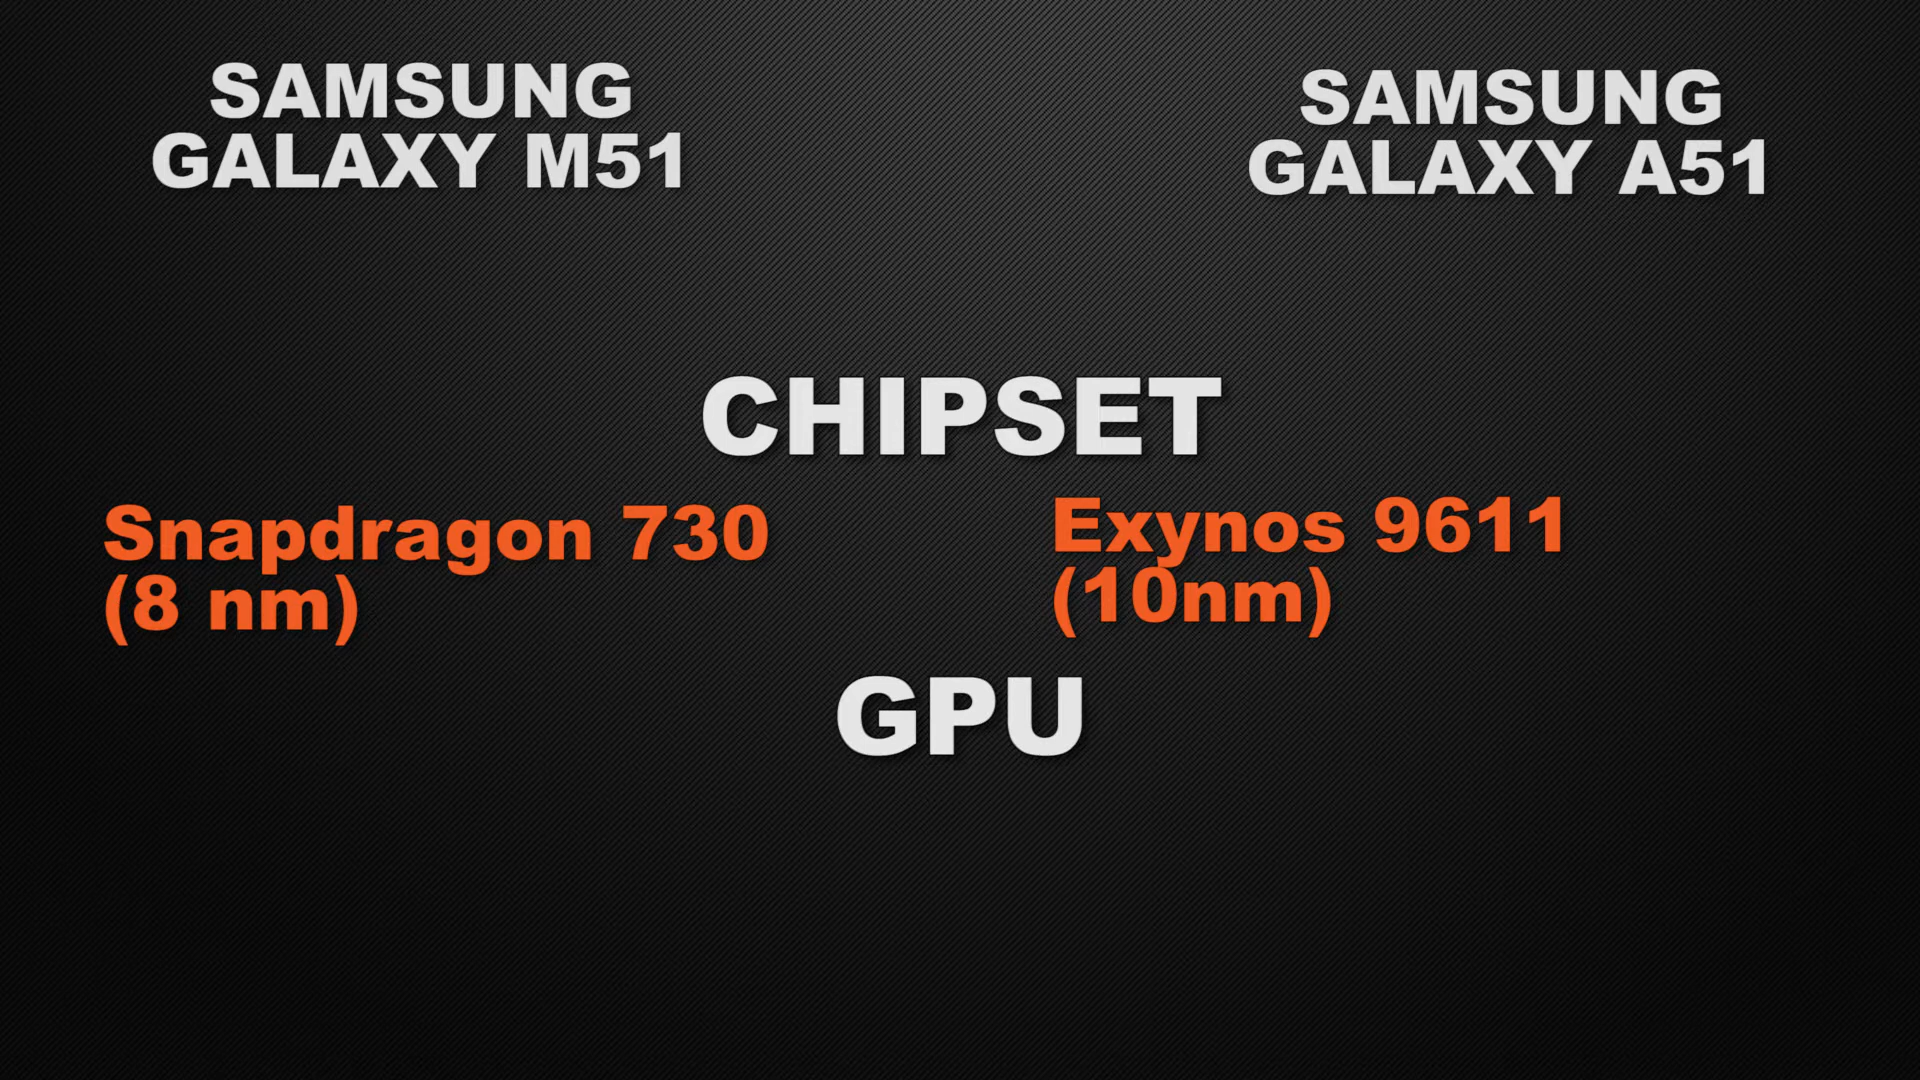 SAMSUNG
GALAXY M51
SAMSUNG
GALAXY A51
CHIPSET
Snapdragon 730
(8 nm)
Exynos 9611
(10nm)
GPU